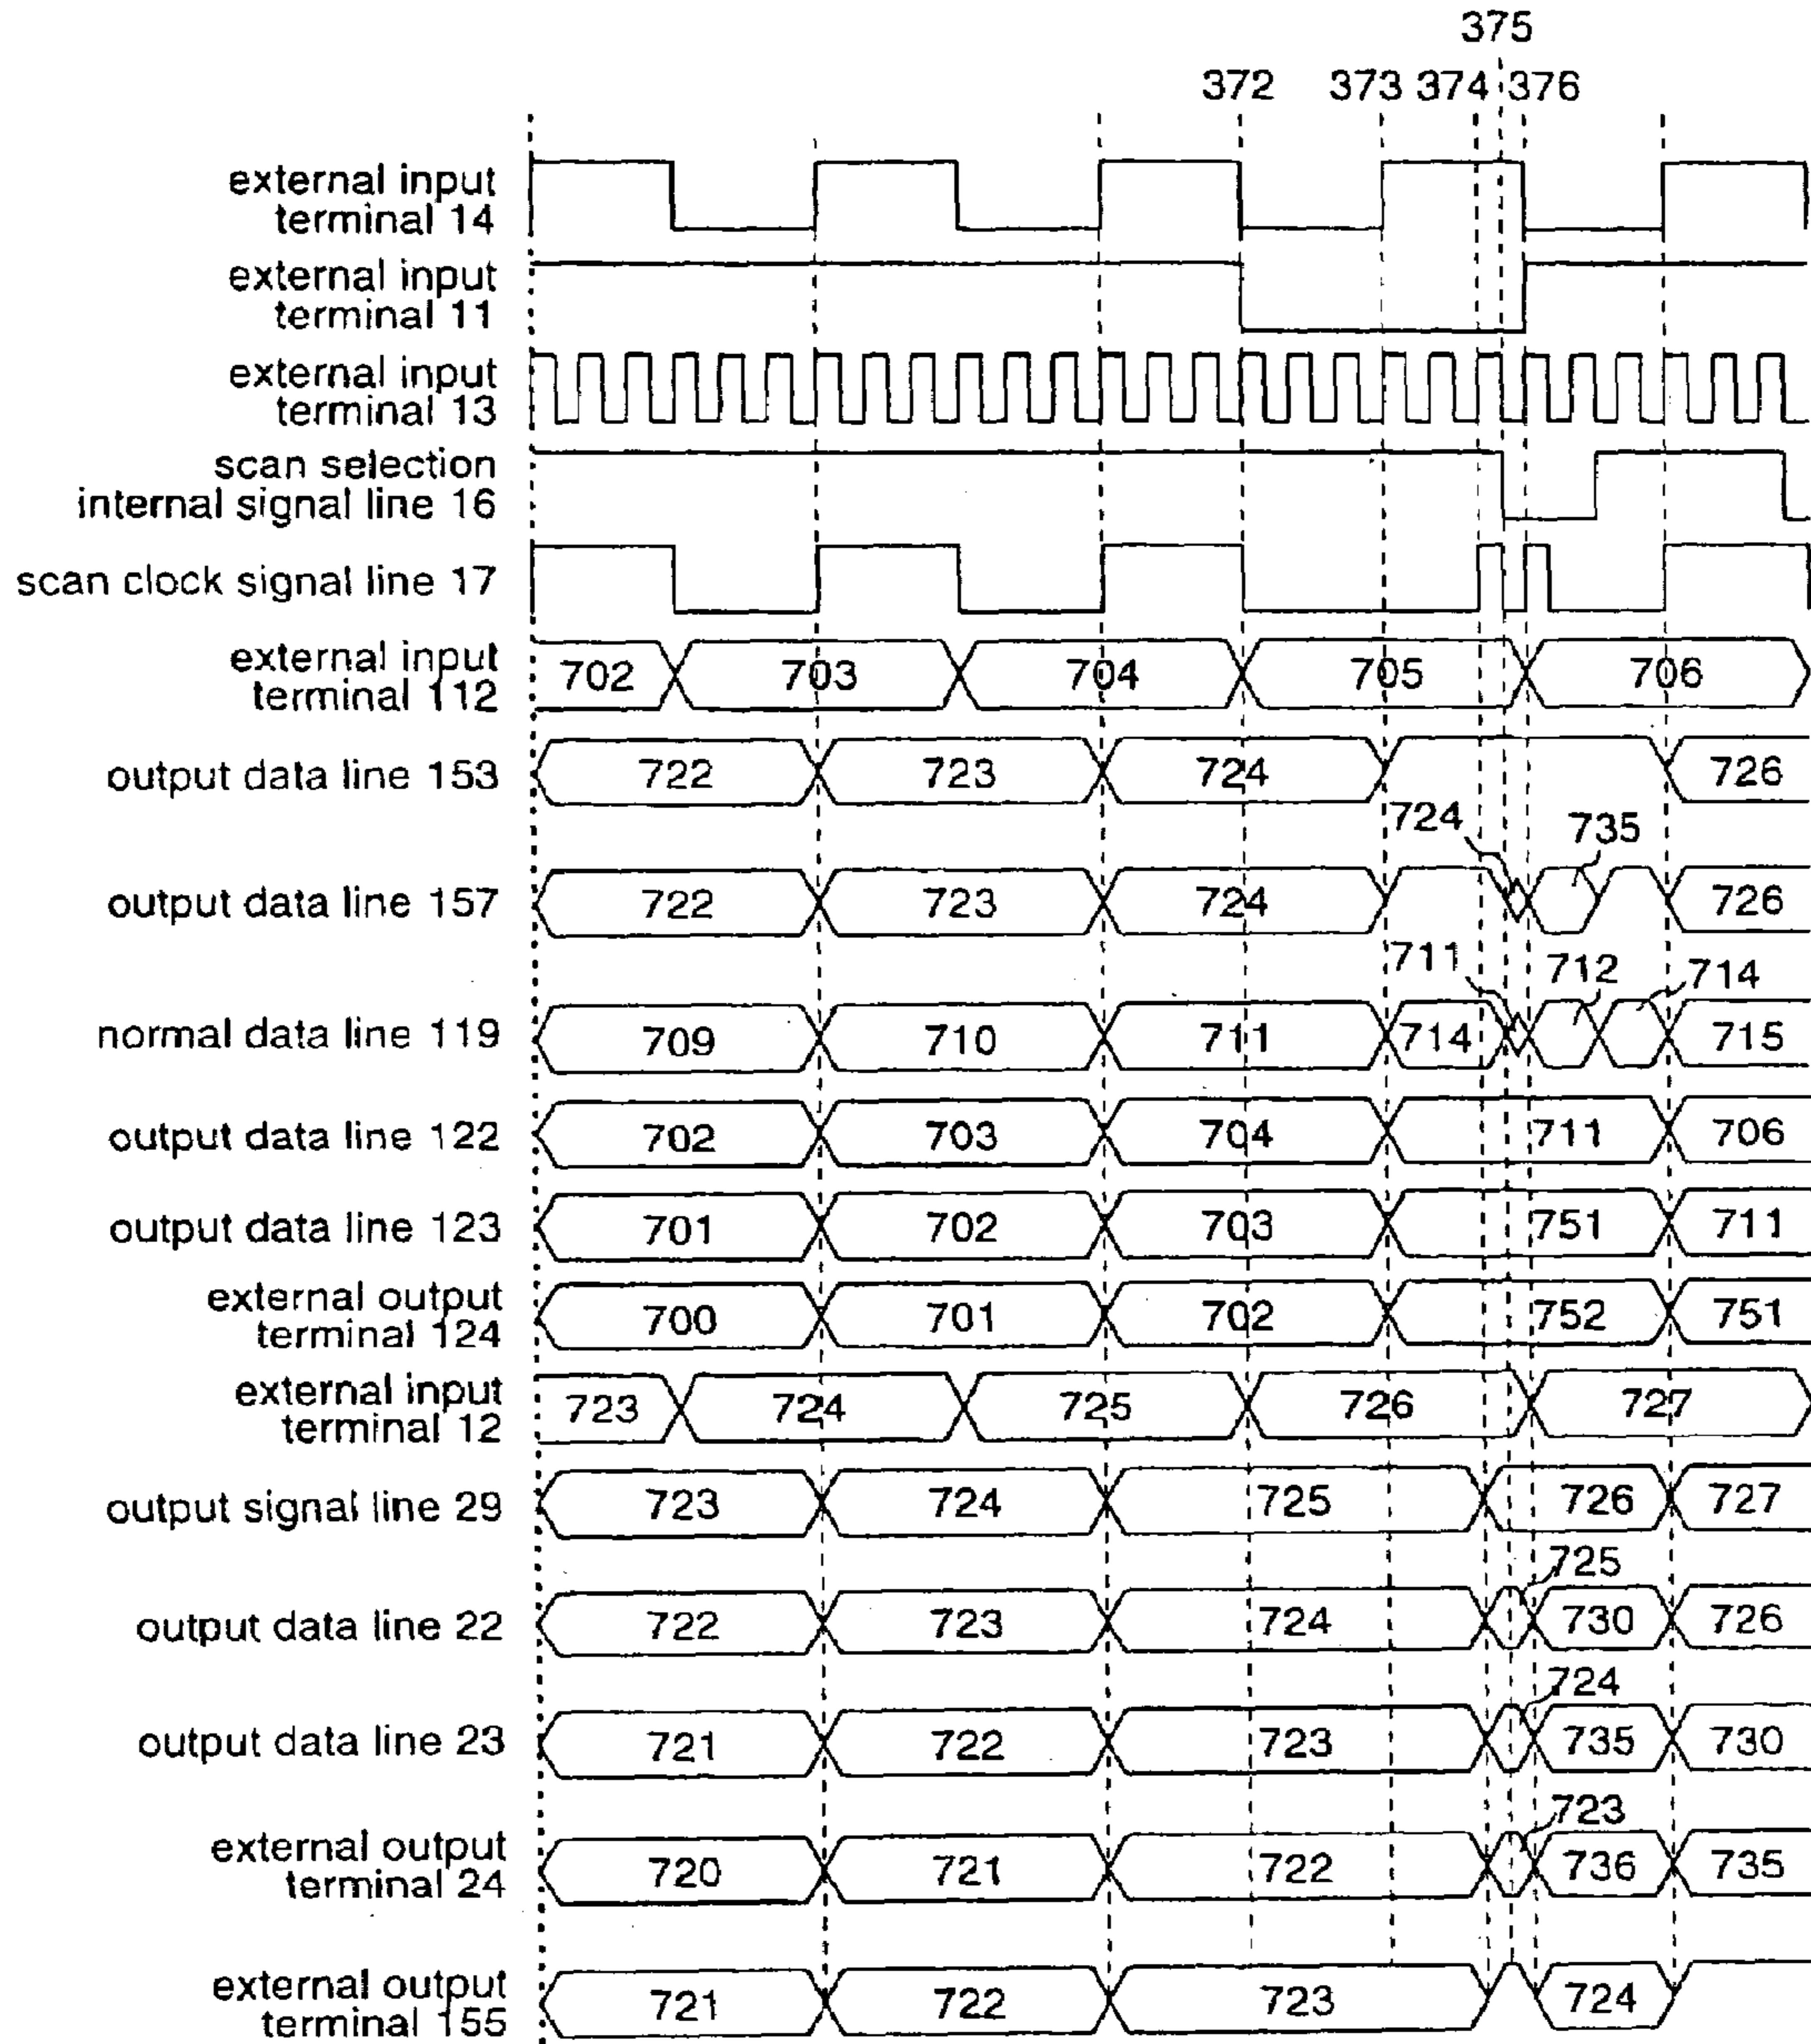 375
372 373 374 376
external input
terminal 14
external input
terminal 11
external input
terminal 13
scan selection
internal signal line 16
scan clock signal line 17
external input
terminal 112
702 703 704 705 706
output data line 153
722 723 724 726
724 735
output data line 157
722 723 724 726
711 712 714
normal data line 119
709 710 711 714 715
output data line 122
702 703 704 711 706
output data line 123
701 702 703 751 711
external output
terminal 124
700 701 702 752 751
external input
terminal 12
723 724 725 726 727
output signal line 29
723 724 725 726 727
725
output data line 22
722 723 724 730 726
724
output data line 23
721 722 723 735 730
723
external output
terminal 24
720 721 722 736 735
external output
terminal 155
721 722 723 724